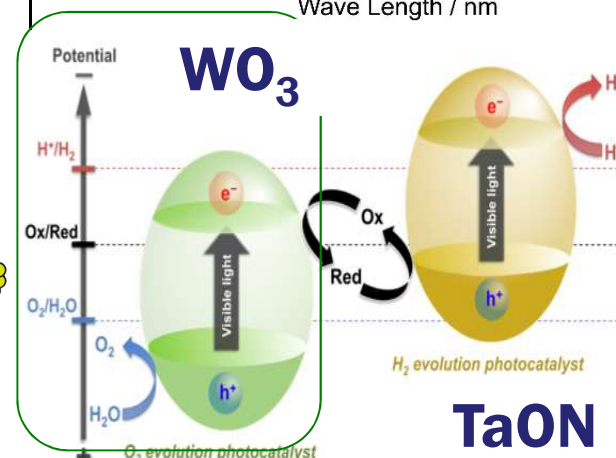 Wave Length / nm
Potential
WO3
e⁻
H⁺/H2
e⁻
H
H
Visible light
Ox
Ox/Red
Red
Visible light
h⁺
O2/H2O
O2
H2 evolution photocatalyst
h⁺
H2O
TaON
O2 evolution photocatalyst